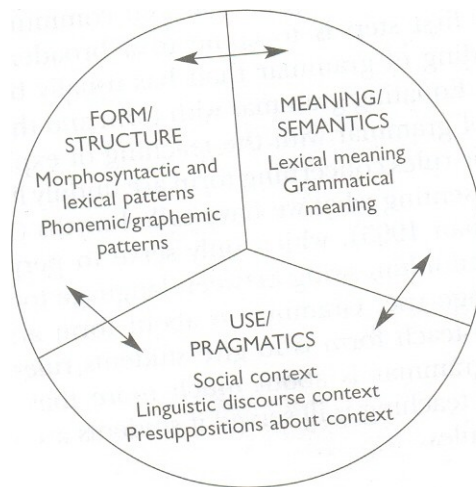 FORM/
STRUCTURE
Morphosyntactic and
lexical patterns
Phonemic/graphemic
patterns
MEANING/
SEMANTICS
Lexical meaning
Grammatical
meaning
USE/
PRAGMATICS
Social context
Linguistic discourse context
Presuppositions about context